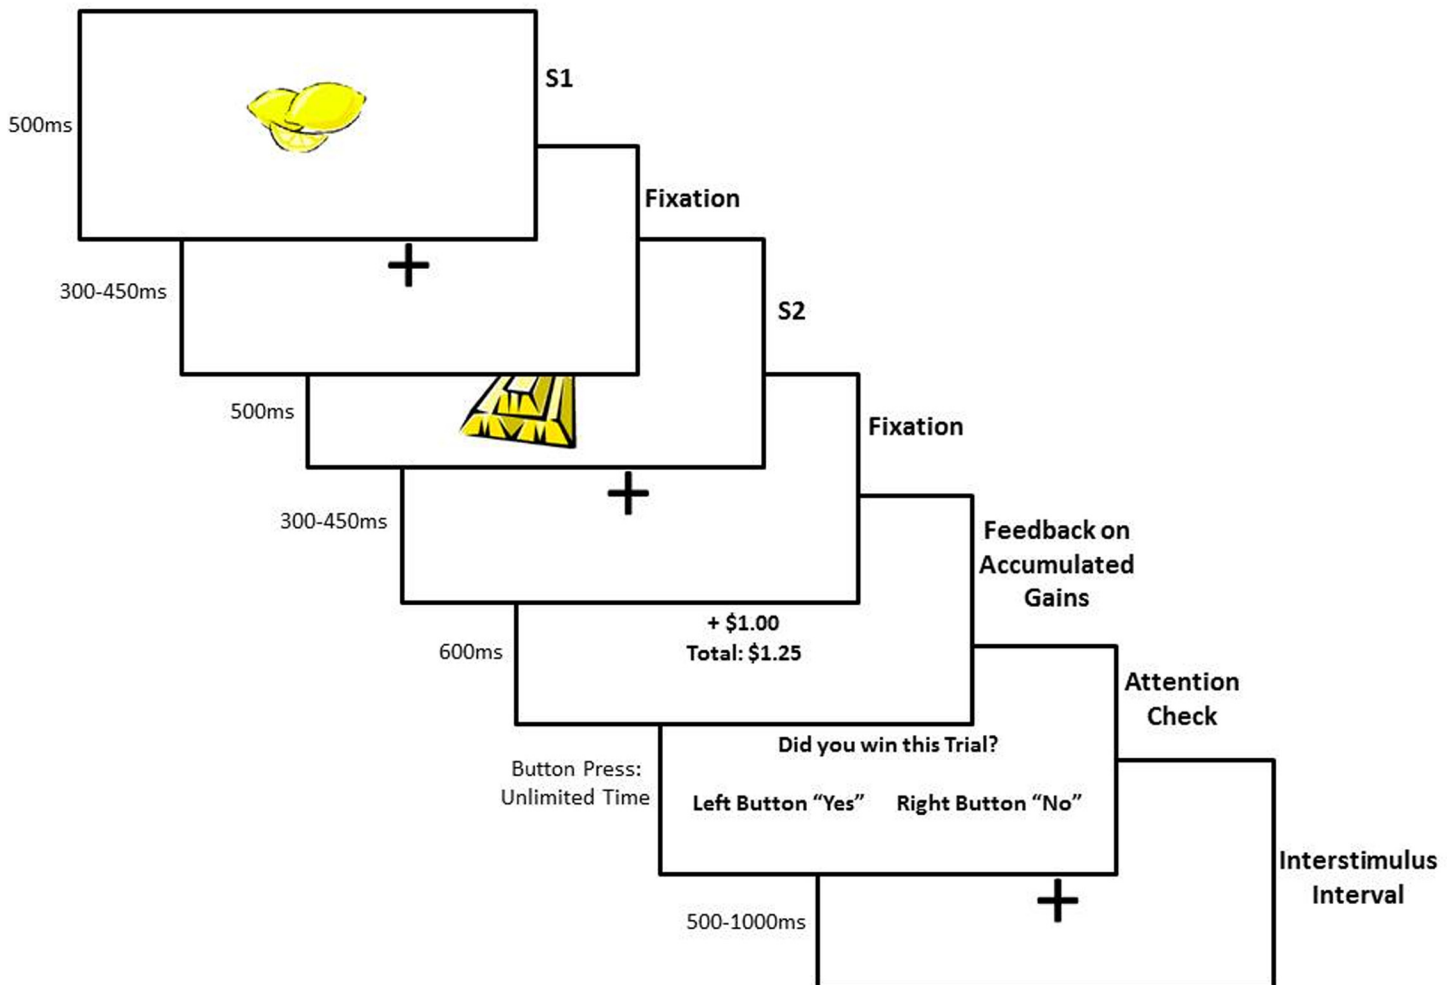 S1
500ms
Fixation
300-450ms
S2
500ms
Fixation
300-450ms
Feedback on
Accumulated
Gains
+ $1.00
Total: $1.25
600ms
Attention
Check
Did you win this Trial?
Left Button “Yes” Right Button “No”
Button Press:
Unlimited Time
Interstimulus
Interval
500-1000ms